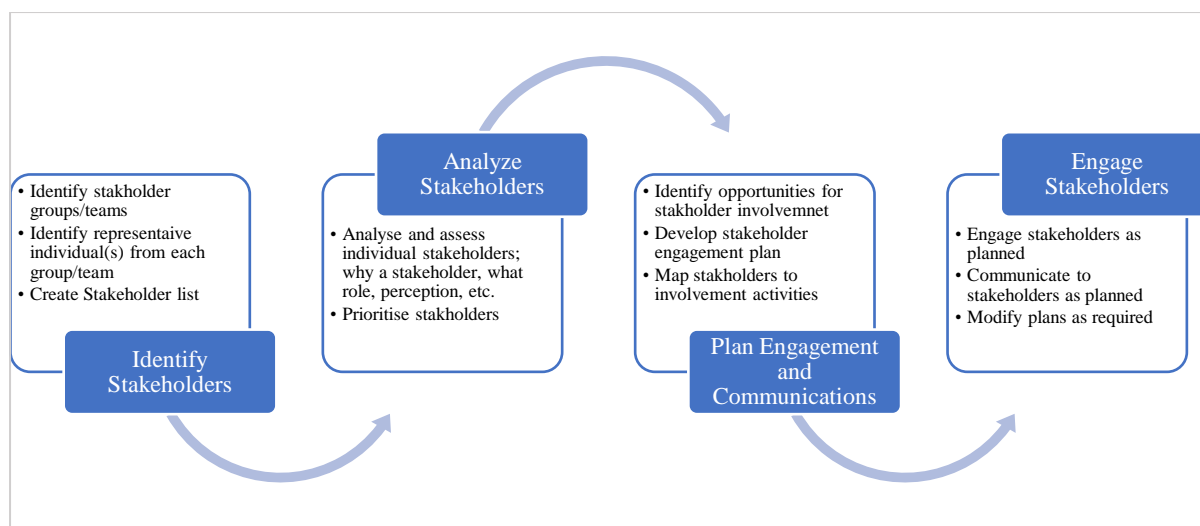 • Identify stakholder
groups/teams
• Identify representaive
individual(s) from each
group/team
• Create Stakeholder list
Identify
Stakeholders
Analyze
Stakeholders
• Analyse and assess
individual stakeholders;
why a stakeholder, what
role, perception, etc.
• Prioritise stakholders
• Identify opportunities for
stakholder involvemnet
• Develop stakeholder
engagement plan
• Map stakholders to
involvement activities
Plan Engagement
and
Communications
Engage
Stakeholders
• Engage stakeholders as
planned
• Communicate to
stakeholders as planned
• Modify plans as required